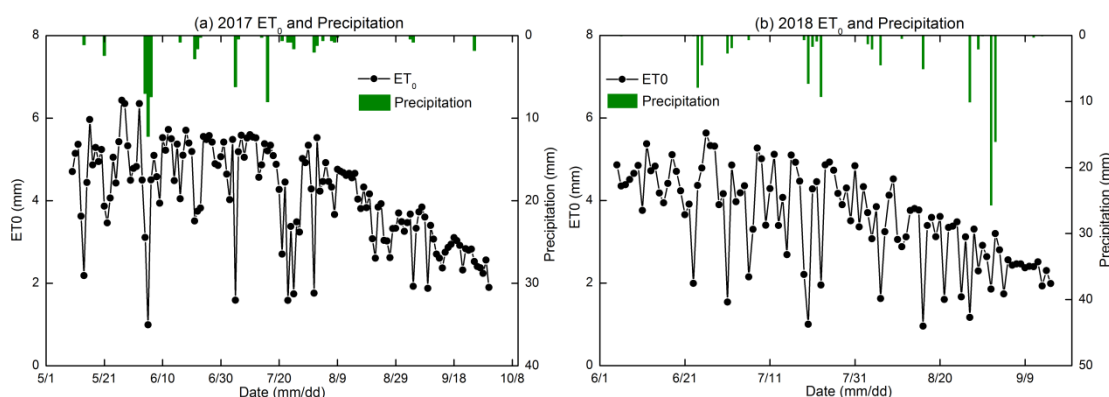 (a) 2017 ET0 and Precipitation
8
6
4
2
0
ET0 (mm)
ET0
Precipitation
0
10
20
30
40
Precipitation (mm)
5/1 5/21 6/10 6/30 7/20 8/9 8/29 9/18 10/8
Date (mm/dd)
(b) 2018 ET0 and Precipitation
8
6
4
2
0
ET0 (mm)
ET0
Precipitation
0
10
20
30
40
50
Precipitation (mm)
6/1 6/21 7/11 7/31 8/20 9/9
Date (mm/dd)